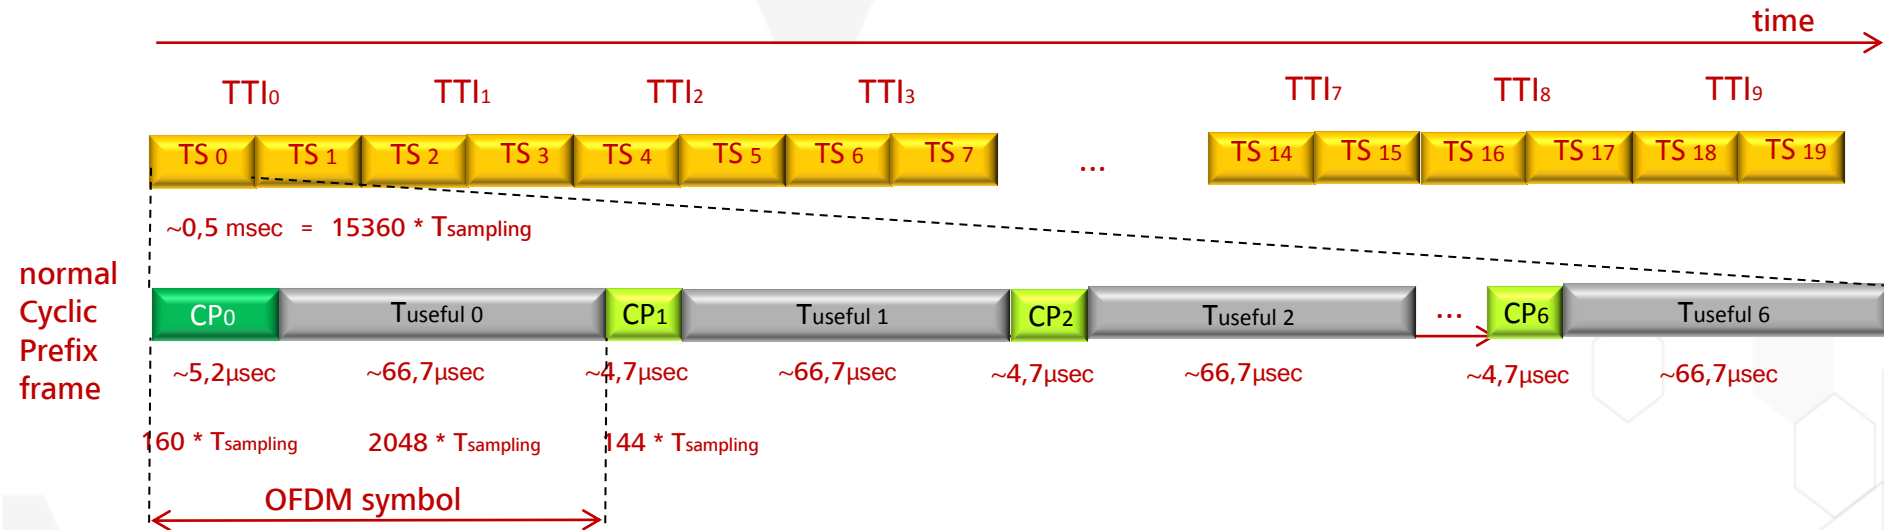 time
TTI0 TTI1 TTI2 TTI3 TTI7 TTI8 TTI9
TS 0 TS 1 TS 2 TS 3 TS 4 TS 5 TS 6 TS 7 ... TS 14 TS 15 TS 16 TS 17 TS 18 TS 19
~0,5 msec = 15360 * Tsampling
normal
Cyclic
Prefix
frame
CP0 Tuseful 0 CP1 Tuseful 1 CP2 Tuseful 2 ... CP6 Tuseful 6
~5,2µsec ~66,7µsec ~4,7µsec ~66,7µsec ~4,7µsec ~66,7µsec ~4,7µsec ~66,7µsec
160 * Tsampling 2048 * Tsampling 144 * Tsampling
OFDM symbol